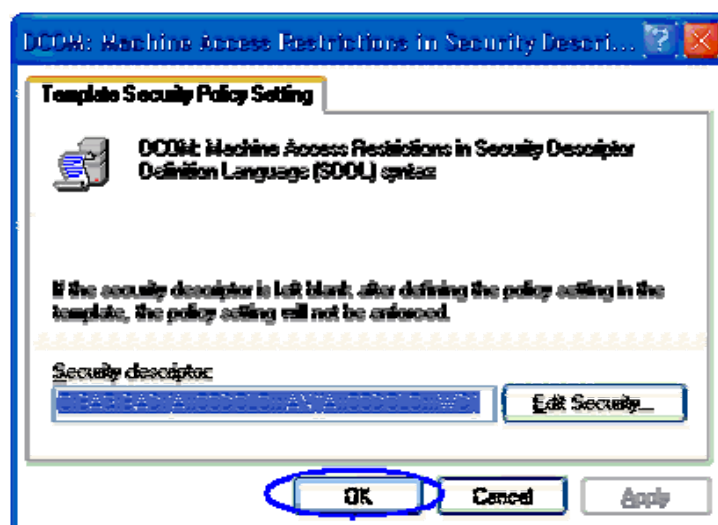 DCOM: Machine Access Restrictions in Security Descri...
Template Security Policy Setting
DCOM: Machine Access Restrictions in Security Descriptor
Definition Language (SDDL) syntax
If the security descriptor is left blank after defining the policy setting in the
template, the policy setting will not be enforced.
Security descriptor:
Edit Security...
OK
Cancel
Apply